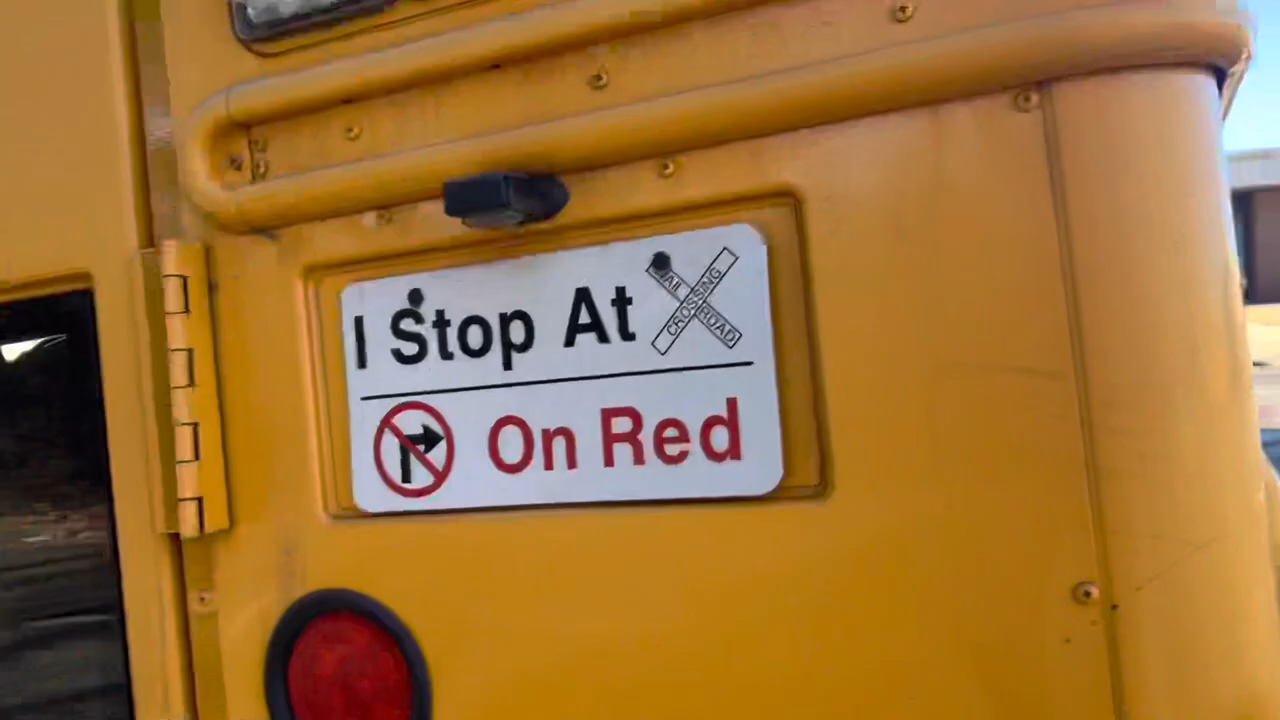 I Stop At
RAIL
CROSSING
ROAD
On Red